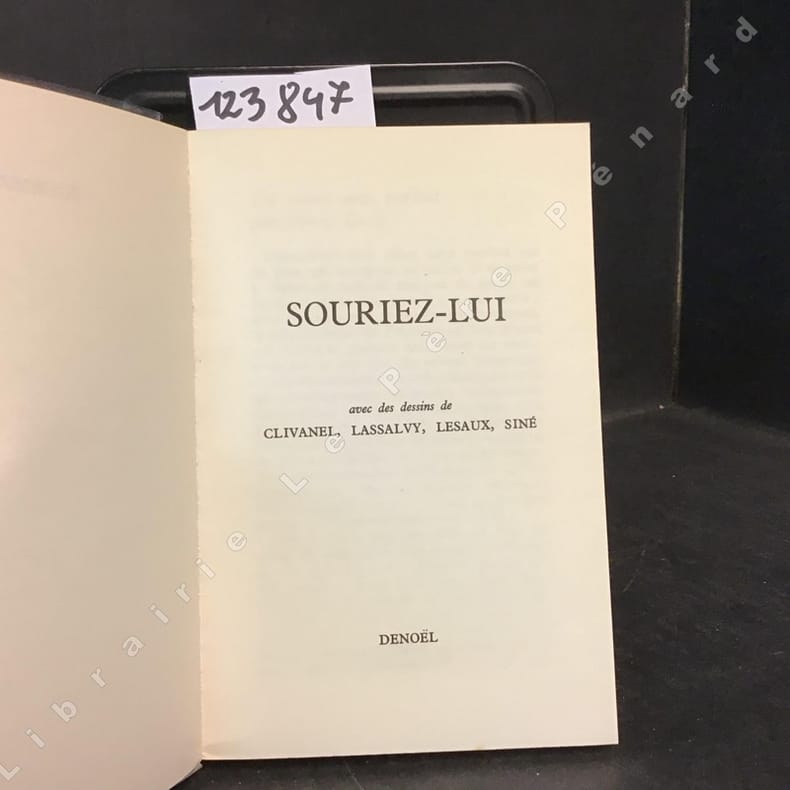 123847
SOURIEZ-LUI
avec des dessins de
CLIVANEL, LASSALVY, LESAUX, SINÉ
DENOËL
Librairie Le Père Pénard